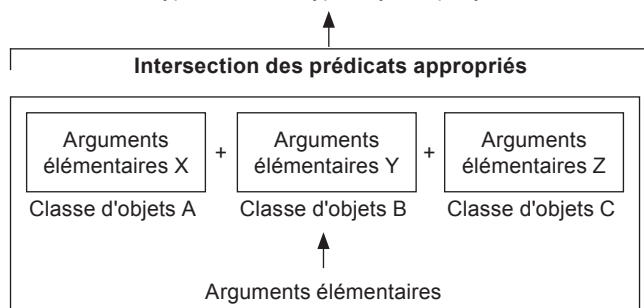 Intersection des prédicats appropriés
Arguments
élémentaires X
+
Arguments
élémentaires Y
+
Arguments
élémentaires Z
Classe d'objets A
Classe d'objets B
Classe d'objets C
Arguments élémentaires